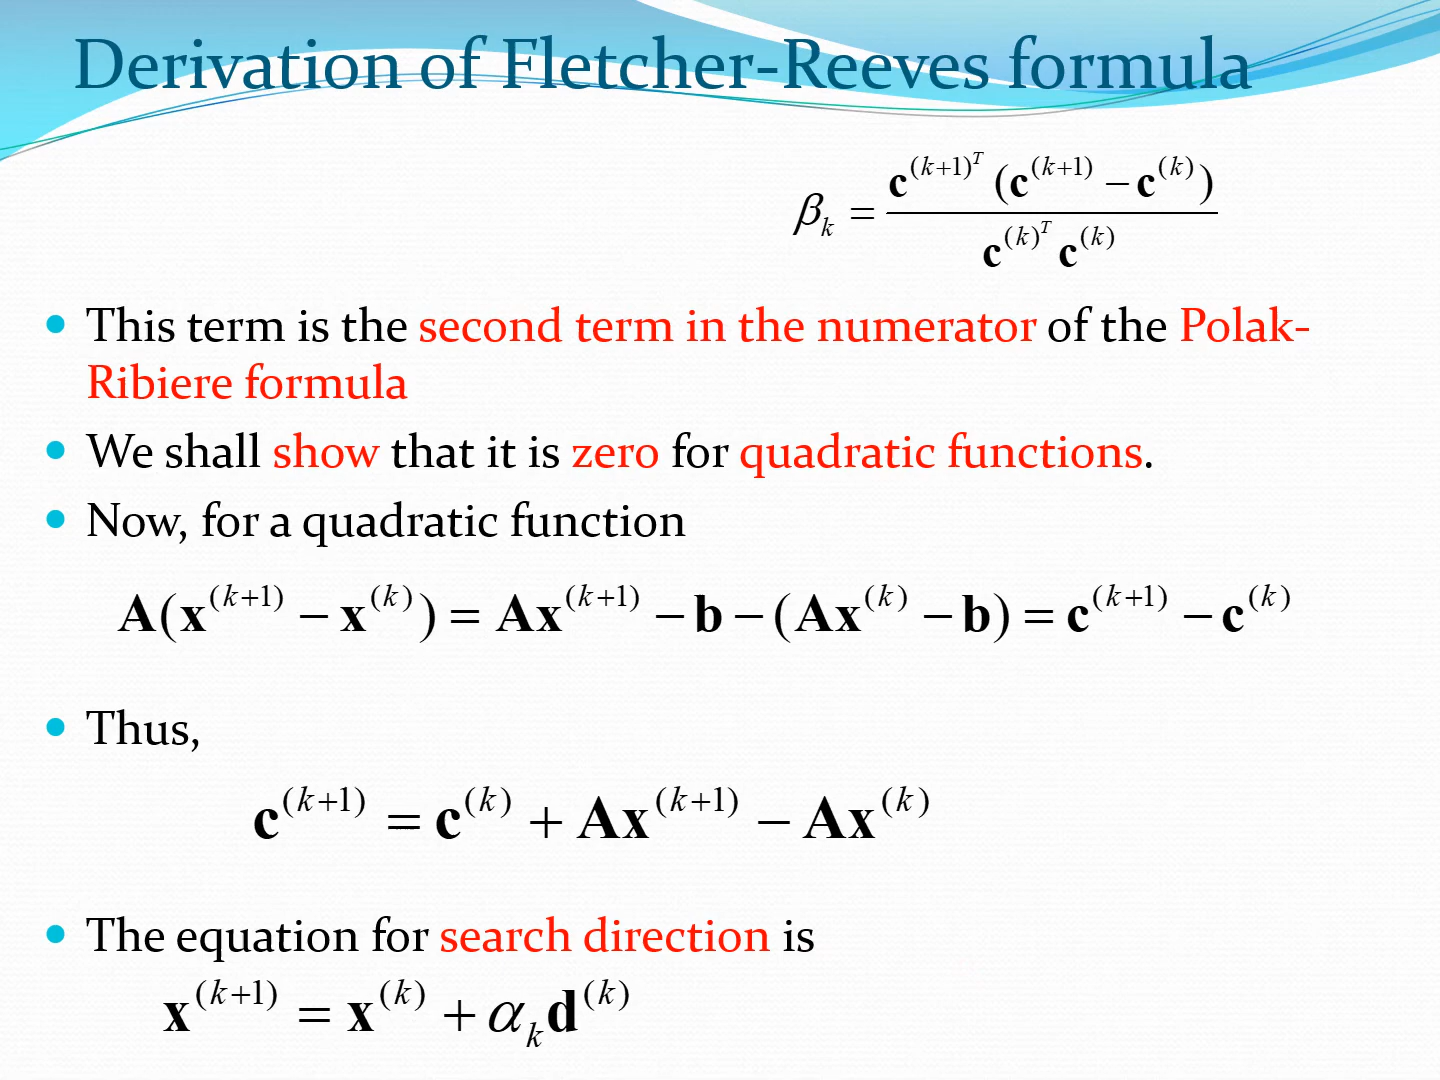 Derivation of Fletcher-Reeves formula
β_k = c^{(k+1)^T} (c^{(k+1)} − c^{(k)}) / c^{(k)^T} c^{(k)}
• This term is the second term in the numerator of the Polak-
Ribiere formula
• We shall show that it is zero for quadratic functions.
• Now, for a quadratic function
A(x^{(k+1)} − x^{(k)}) = Ax^{(k+1)} − b − (Ax^{(k)} − b) = c^{(k+1)} − c^{(k)}
• Thus,
c^{(k+1)} = c^{(k)} + Ax^{(k+1)} − Ax^{(k)}
• The equation for search direction is
x^{(k+1)} = x^{(k)} + α_k d^{(k)}